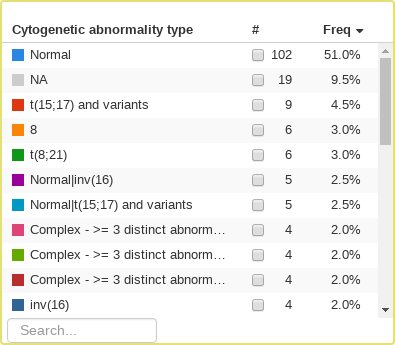 Cytogenetic abnormality type # Freq
Normal 102 51.0%
NA 19 9.5%
t(15;17) and variants 9 4.5%
8 6 3.0%
t(8;21) 6 3.0%
Normal|inv(16) 5 2.5%
Normal|t(15;17) and variants 5 2.5%
Complex - >= 3 distinct abnorm… 4 2.0%
Complex - >= 3 distinct abnorm… 4 2.0%
Complex - >= 3 distinct abnorm… 4 2.0%
inv(16) 4 2.0%
Search...